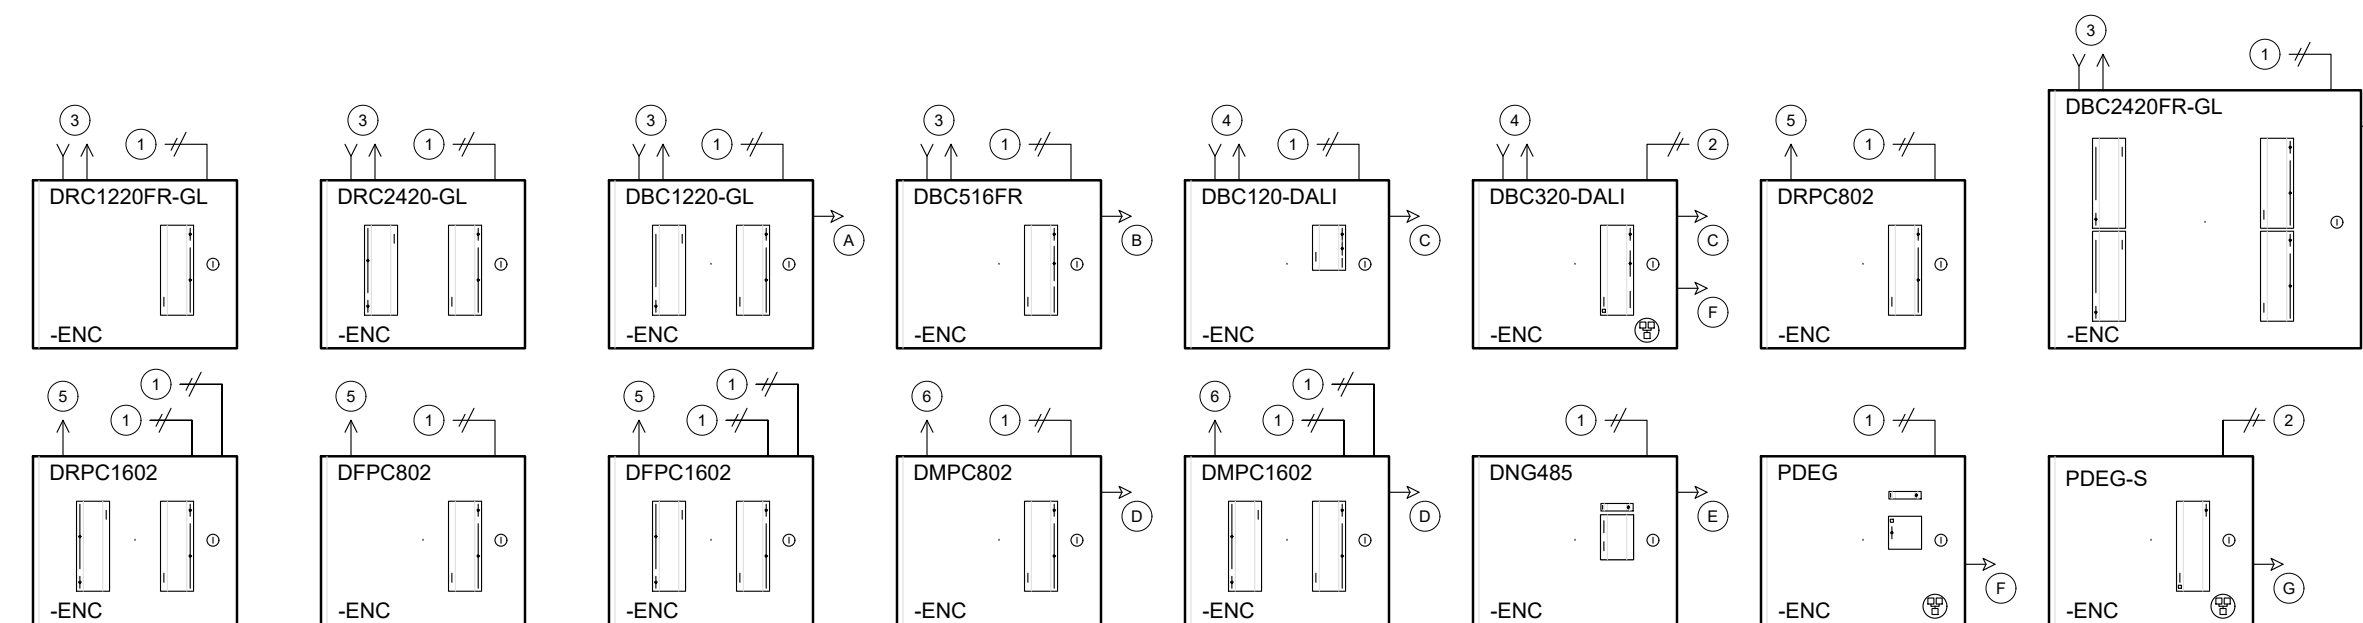 3
1
3
1
3
1
3
1
4
1
4
2
5
1
3
1
DRC1220FR-GL
-ENC
DRC2420-GL
-ENC
DBC1220-GL
-ENC
A
DBC516FR
-ENC
B
DBC120-DALI
-ENC
C
DBC320-DALI
-ENC
C
F
DRPC802
-ENC
DBC2420FR-GL
-ENC
5
1
1
DRPC1602
-ENC
5
1
DFPC802
-ENC
5
1
1
DFPC1602
-ENC
6
1
DMPC802
-ENC
D
6
1
1
DMPC1602
-ENC
D
1
DNG485
-ENC
E
1
PDEG
-ENC
F
2
PDEG-S
-ENC
G